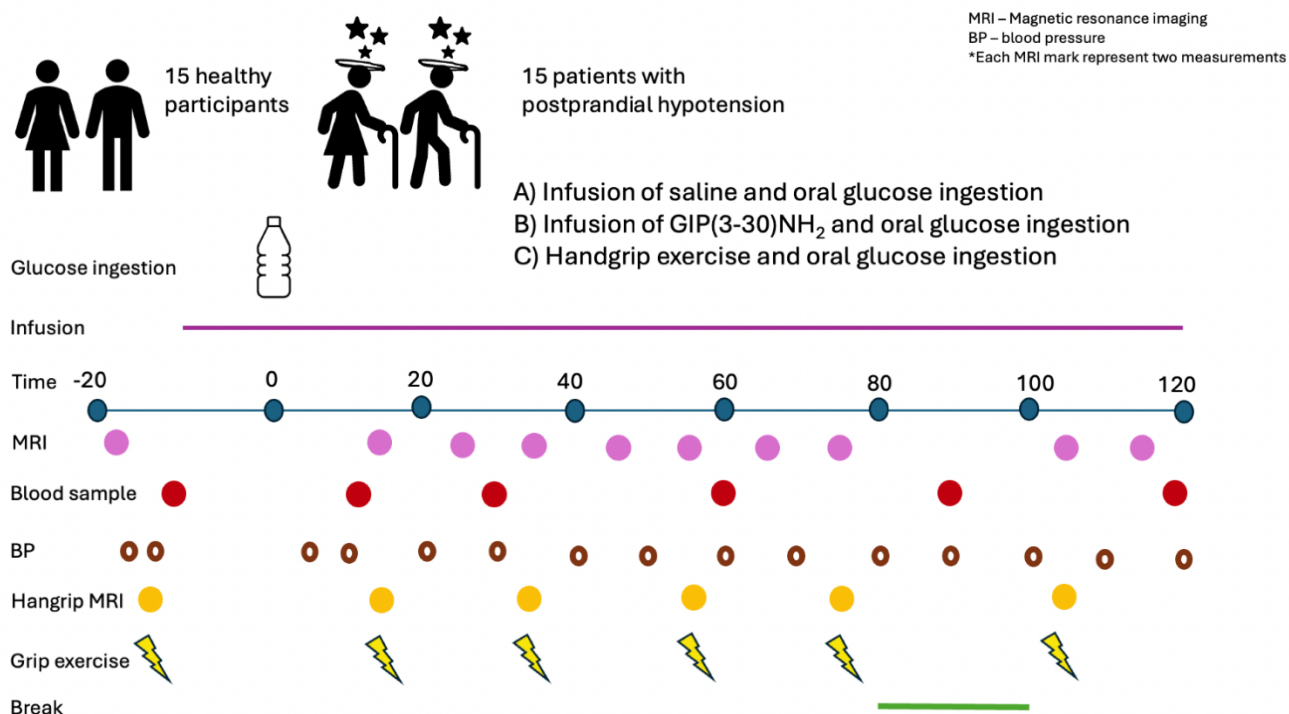 MRI – Magnetic resonance imaging
BP – blood pressure
*Each MRI mark represent two measurements
15 healthy
participants
15 patients with
postprandial hypotension
A) Infusion of saline and oral glucose ingestion
B) Infusion of GIP(3-30)NH₂ and oral glucose ingestion
C) Handgrip exercise and oral glucose ingestion
Glucose ingestion
Infusion
Time -20 0 20 40 60 80 100 120
MRI
Blood sample
BP
Hangrip MRI
Grip exercise
Break